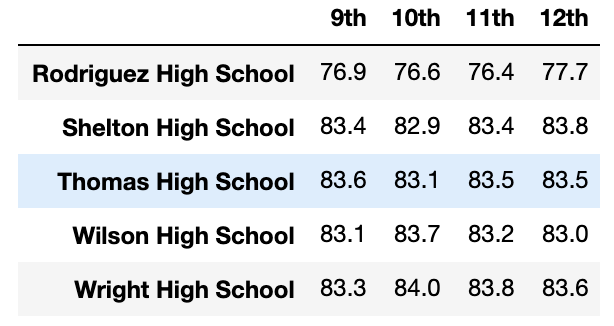 9th 10th 11th 12th
Rodriguez High School 76.9 76.6 76.4 77.7
Shelton High School 83.4 82.9 83.4 83.8
Thomas High School 83.6 83.1 83.5 83.5
Wilson High School 83.1 83.7 83.2 83.0
Wright High School 83.3 84.0 83.8 83.6